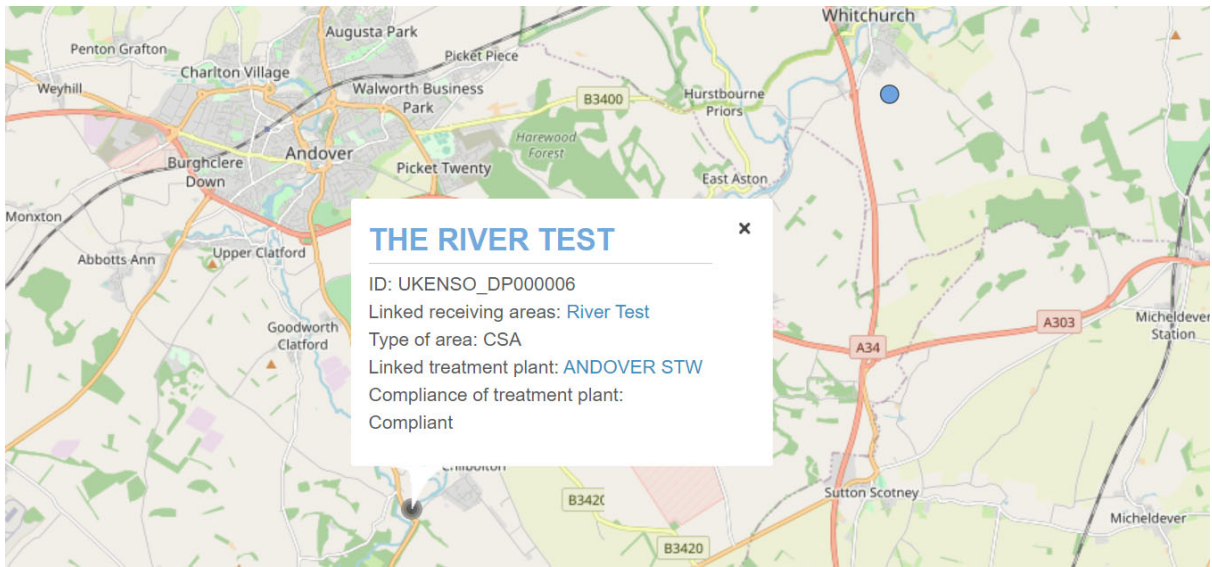 Whitchurch
Augusta Park
Penton Grafton
Picket Piece
Charlton Village
Weyhill
Walworth Business
Park
B3400
Hurstbourne
Priors
Harewood
Forest
Andover
Burghclere
Down
Picket Twenty
East Aston
Monxton
Abbotts Ann
Upper Clatford
THE RIVER TEST
×
ID: UKENSO_DP000006
Linked receiving areas: River Test
Type of area: CSA
Linked treatment plant: ANDOVER STW
Compliance of treatment plant:
Compliant
Goodworth
Clatford
A303
Micheldever
Station
A34
Chilbolton
B3420
Sutton Scotney
Micheldever
B3420